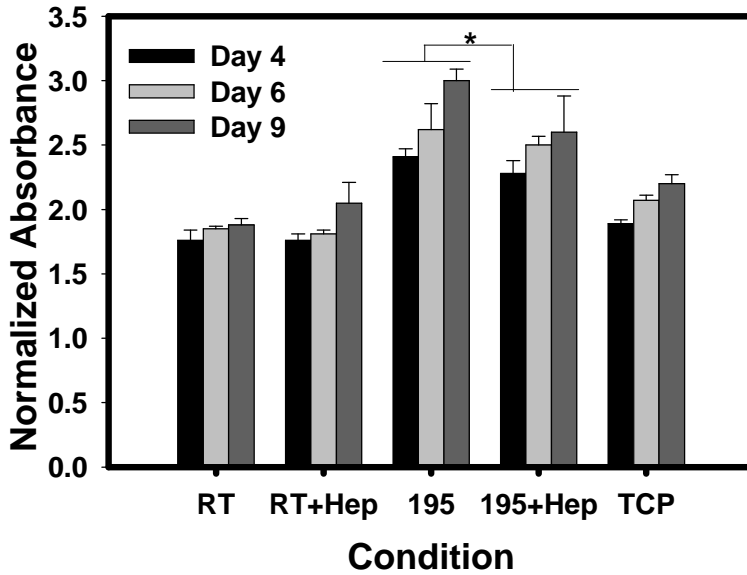 Normalized Absorbance
3.5
3.0
2.5
2.0
1.5
1.0
0.5
0.0
Day 4
Day 6
Day 9
*
RT RT+Hep 195 195+Hep TCP
Condition